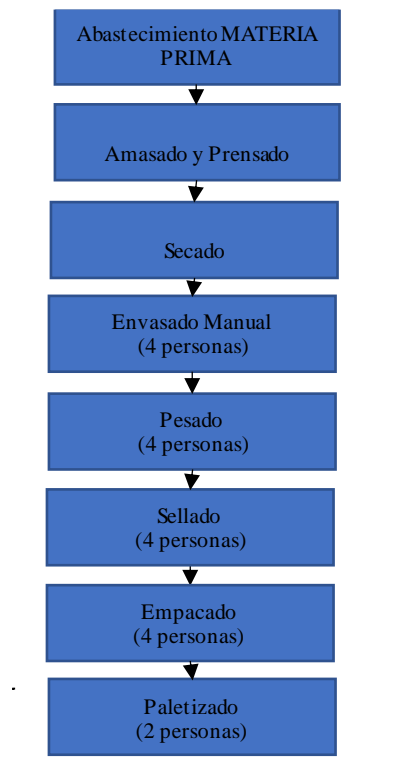 Abastecimiento MATERIA
PRIMA
Amasado y Prensado
Secado
Envasado Manual
(4 personas)
Pesado
(4 personas)
Sellado
(4 personas)
Empacado
(4 personas)
Paletizado
(2 personas)
.